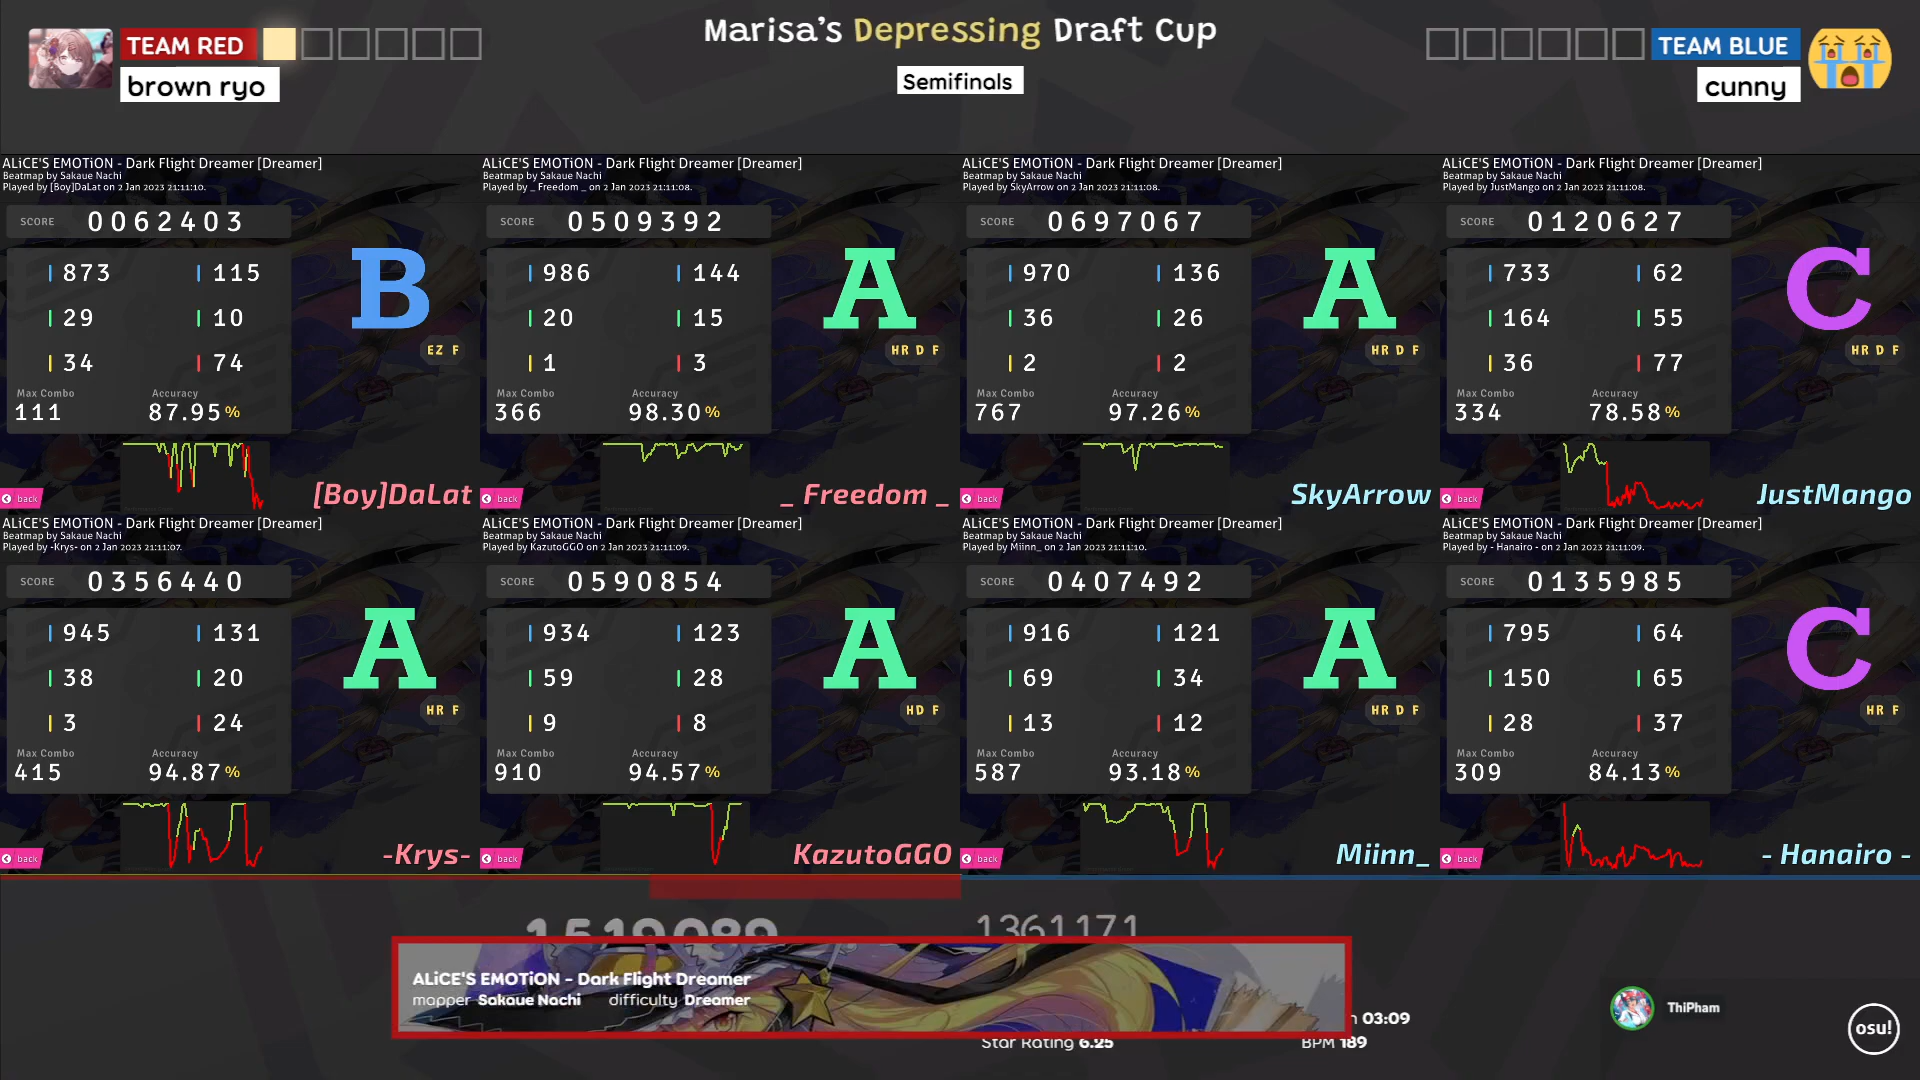 Marisa's Depressing Draft Cup
Semifinals
TEAM RED
brown ryo
TEAM BLUE
cunny
ALiCE'S EMOTiON - Dark Flight Dreamer [Dreamer]
Beatmap by Sakaue Nachi
Played by [Boy]DaLat on 2 Jan 2023 21:11:10.
SCORE 0062403
873 115
29 10
34 74
B
EZ F
Max Combo Accuracy
111 87.95%
back
[Boy]DaLat
ALiCE'S EMOTiON - Dark Flight Dreamer [Dreamer]
Beatmap by Sakaue Nachi
Played by _ Freedom _ on 2 Jan 2023 21:11:08.
SCORE 0509392
986 144
20 15
1 3
A
HR D F
Max Combo Accuracy
366 98.30%
back
_ Freedom _
ALiCE'S EMOTiON - Dark Flight Dreamer [Dreamer]
Beatmap by Sakaue Nachi
Played by SkyArrow on 2 Jan 2023 21:11:08.
SCORE 0697067
970 136
36 26
2 2
A
HR D F
Max Combo Accuracy
767 97.26%
back
SkyArrow
ALiCE'S EMOTiON - Dark Flight Dreamer [Dreamer]
Beatmap by Sakaue Nachi
Played by JustMango on 2 Jan 2023 21:11:08.
SCORE 0120627
733 62
164 55
36 77
C
HR D F
Max Combo Accuracy
334 78.58%
back
JustMango
ALiCE'S EMOTiON - Dark Flight Dreamer [Dreamer]
Beatmap by Sakaue Nachi
Played by -Krys- on 2 Jan 2023 21:11:07.
SCORE 0356440
945 131
38 20
3 24
A
HR F
Max Combo Accuracy
415 94.87%
back
-Krys-
ALiCE'S EMOTiON - Dark Flight Dreamer [Dreamer]
Beatmap by Sakaue Nachi
Played by KazutoGGO on 2 Jan 2023 21:11:09.
SCORE 0590854
934 123
59 28
9 8
A
HD F
Max Combo Accuracy
910 94.57%
back
KazutoGGO
ALiCE'S EMOTiON - Dark Flight Dreamer [Dreamer]
Beatmap by Sakaue Nachi
Played by Miinn_ on 2 Jan 2023 21:11:10.
SCORE 0407492
916 121
69 34
13 12
A
HR D F
Max Combo Accuracy
587 93.18%
back
Miinn_
ALiCE'S EMOTiON - Dark Flight Dreamer [Dreamer]
Beatmap by Sakaue Nachi
Played by - Hanairo - on 2 Jan 2023 21:11:09.
SCORE 0135985
795 64
150 65
28 37
C
HR F
Max Combo Accuracy
309 84.13%
back
- Hanairo -
1519089
1361171
ALiCE'S EMOTiON - Dark Flight Dreamer
mapper Sakaue Nachi difficulty Dreamer
03:09
Star Rating 6.25
BPM 189
ThiPham
osu!